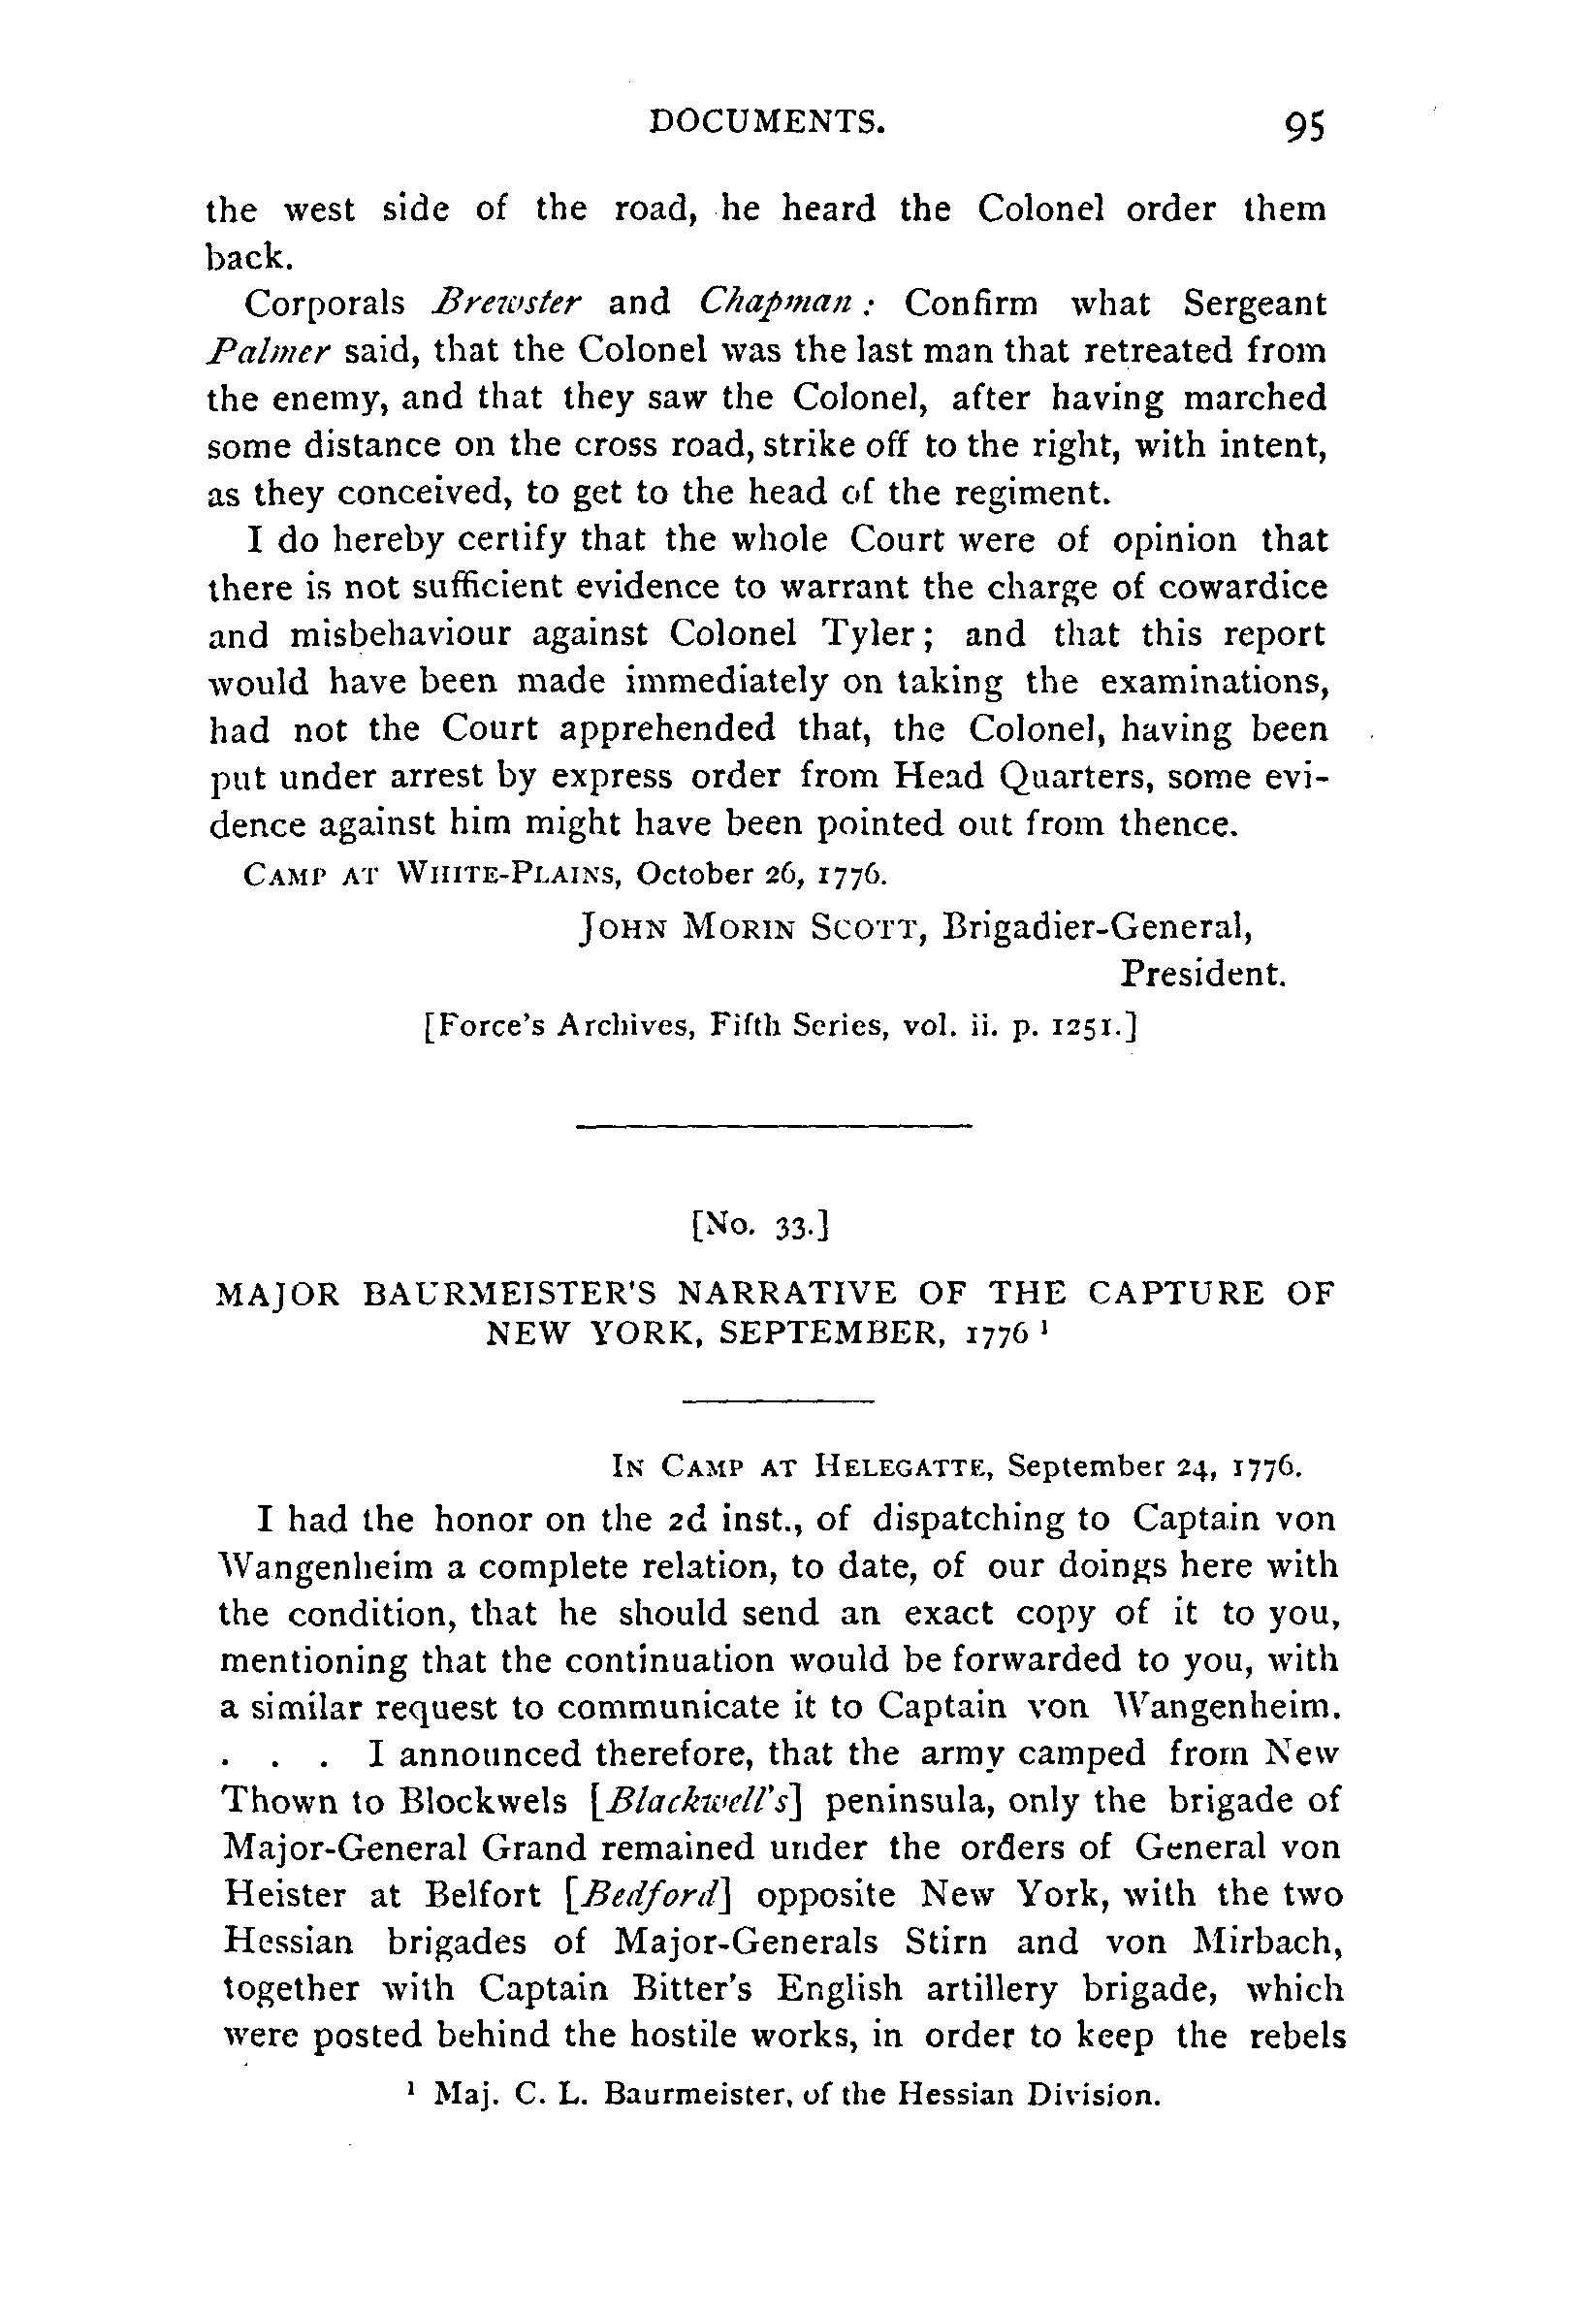 DOCUMENTS. 95
the west side of the road, he heard the Colonel order them
back.
Corporals Brewster and Chapman: Confirm what Sergeant
Palmer said, that the Colonel was the last man that retreated from
the enemy, and that they saw the Colonel, after having marched
some distance on the cross road, strike off to the right, with intent,
as they conceived, to get to the head of the regiment.
I do hereby certify that the whole Court were of opinion that
there is not sufficient evidence to warrant the charge of cowardice
and misbehaviour against Colonel Tyler; and that this report
would have been made immediately on taking the examinations,
had not the Court apprehended that, the Colonel, having been
put under arrest by express order from Head Quarters, some evi-
dence against him might have been pointed out from thence.
CAMP AT WHITE-PLAINS, October 26, 1776.
JOHN MORIN SCOTT, Brigadier-General,
President.
[Force's Archives, Fifth Series, vol. ii. p. 1251.]
[No. 33.]
MAJOR BAURMEISTER'S NARRATIVE OF THE CAPTURE OF
NEW YORK, SEPTEMBER, 1776 ¹
IN CAMP AT HELEGATTE, September 24, 1776.
I had the honor on the 2d inst., of dispatching to Captain von
Wangenheim a complete relation, to date, of our doings here with
the condition, that he should send an exact copy of it to you,
mentioning that the continuation would be forwarded to you, with
a similar request to communicate it to Captain von Wangenheim.
. . . I announced therefore, that the army camped from New
Thown to Blockwels [Blackwell's] peninsula, only the brigade of
Major-General Grand remained under the orders of General von
Heister at Belfort [Bedford] opposite New York, with the two
Hessian brigades of Major-Generals Stirn and von Mirbach,
together with Captain Bitter's English artillery brigade, which
were posted behind the hostile works, in order to keep the rebels
¹ Maj. C. L. Baurmeister, of the Hessian Division.